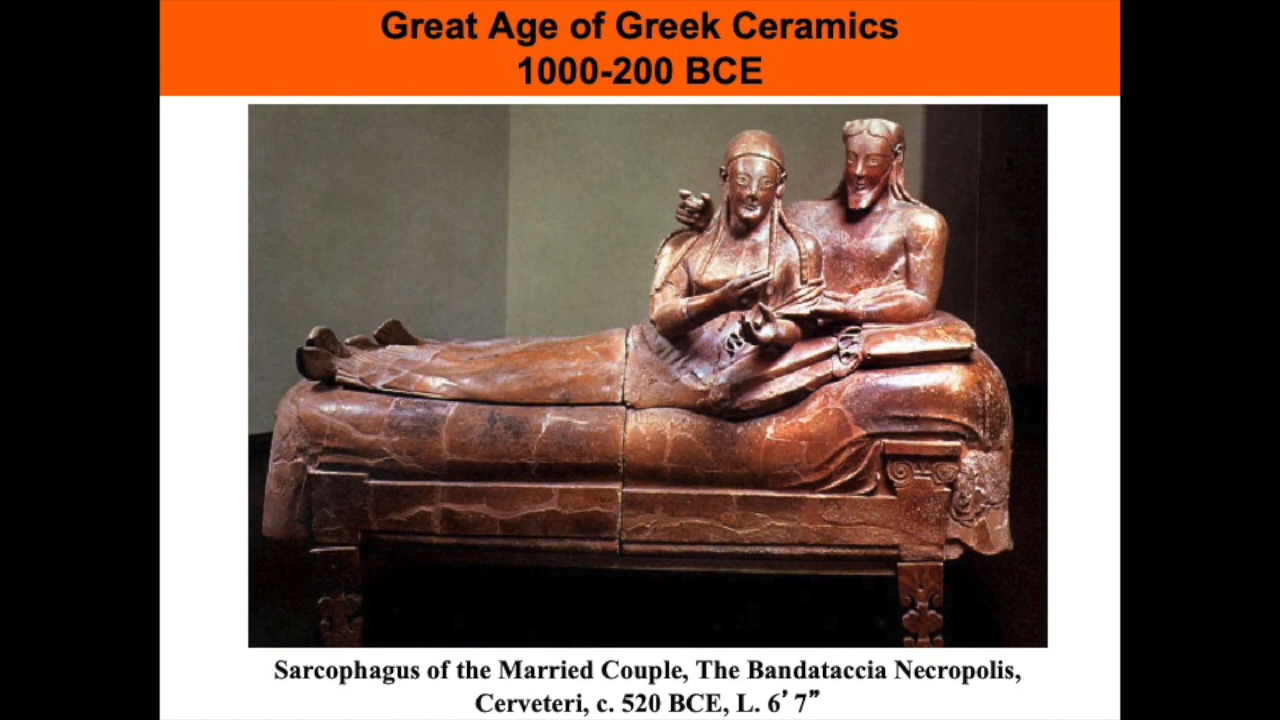 Great Age of Greek Ceramics
1000-200 BCE
Sarcophagus of the Married Couple, The Bandataccia Necropolis,
Cerveteri, c. 520 BCE, L. 6’ 7”